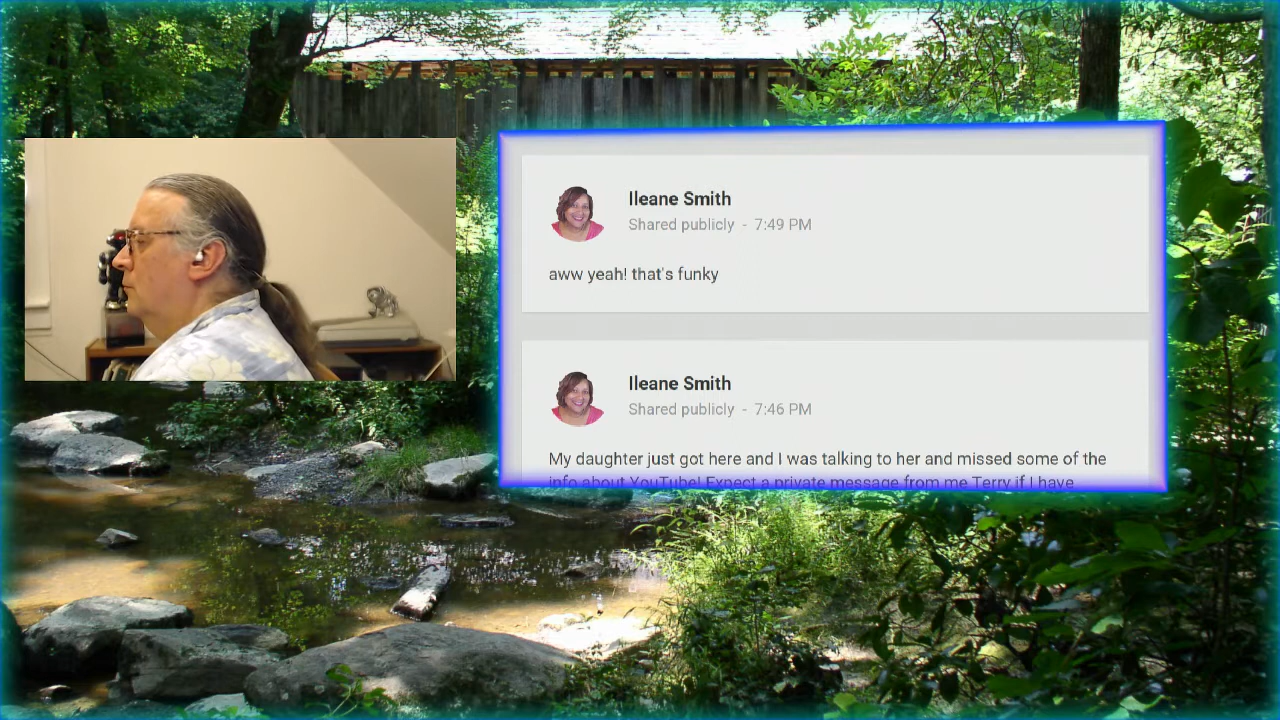 Ileane Smith
Shared publicly - 7:49 PM
aww yeah! that's funky
Ileane Smith
Shared publicly - 7:46 PM
My daughter just got here and I was talking to her and missed some of the
info about YouTube! Expect a private message from me Terry if I have